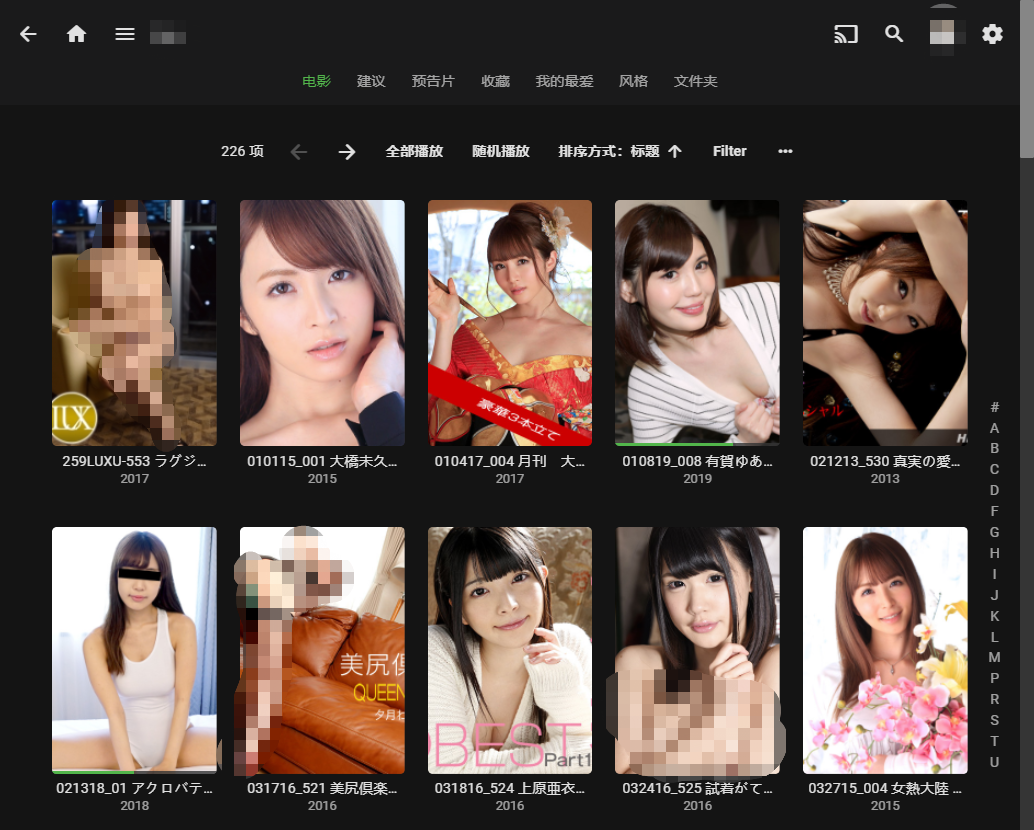 电影 建议 预告片 收藏 我的最爱 风格 文件夹
226 项 全部播放 随机播放 排序方式: 标题 Filter
LUX
豪華3本立て
シャル
259LUXU-553 ラグジ...
010115_001 大橋未久...
010417_004 月刊 大...
010819_008 有賀ゆあ...
021213_530 真実の愛...
2017
2015
2017
2019
2013
美尻倶
QUEEN
BEST
Part1
021318_01 アクロバテ...
031716_521 美尻倶楽...
031816_524 上原亜衣...
032416_525 試着がて...
032715_004 女熱大陸 ...
2018
2016
2016
2016
2015
#
A
B
C
D
F
G
H
I
J
K
L
M
P
R
S
T
U